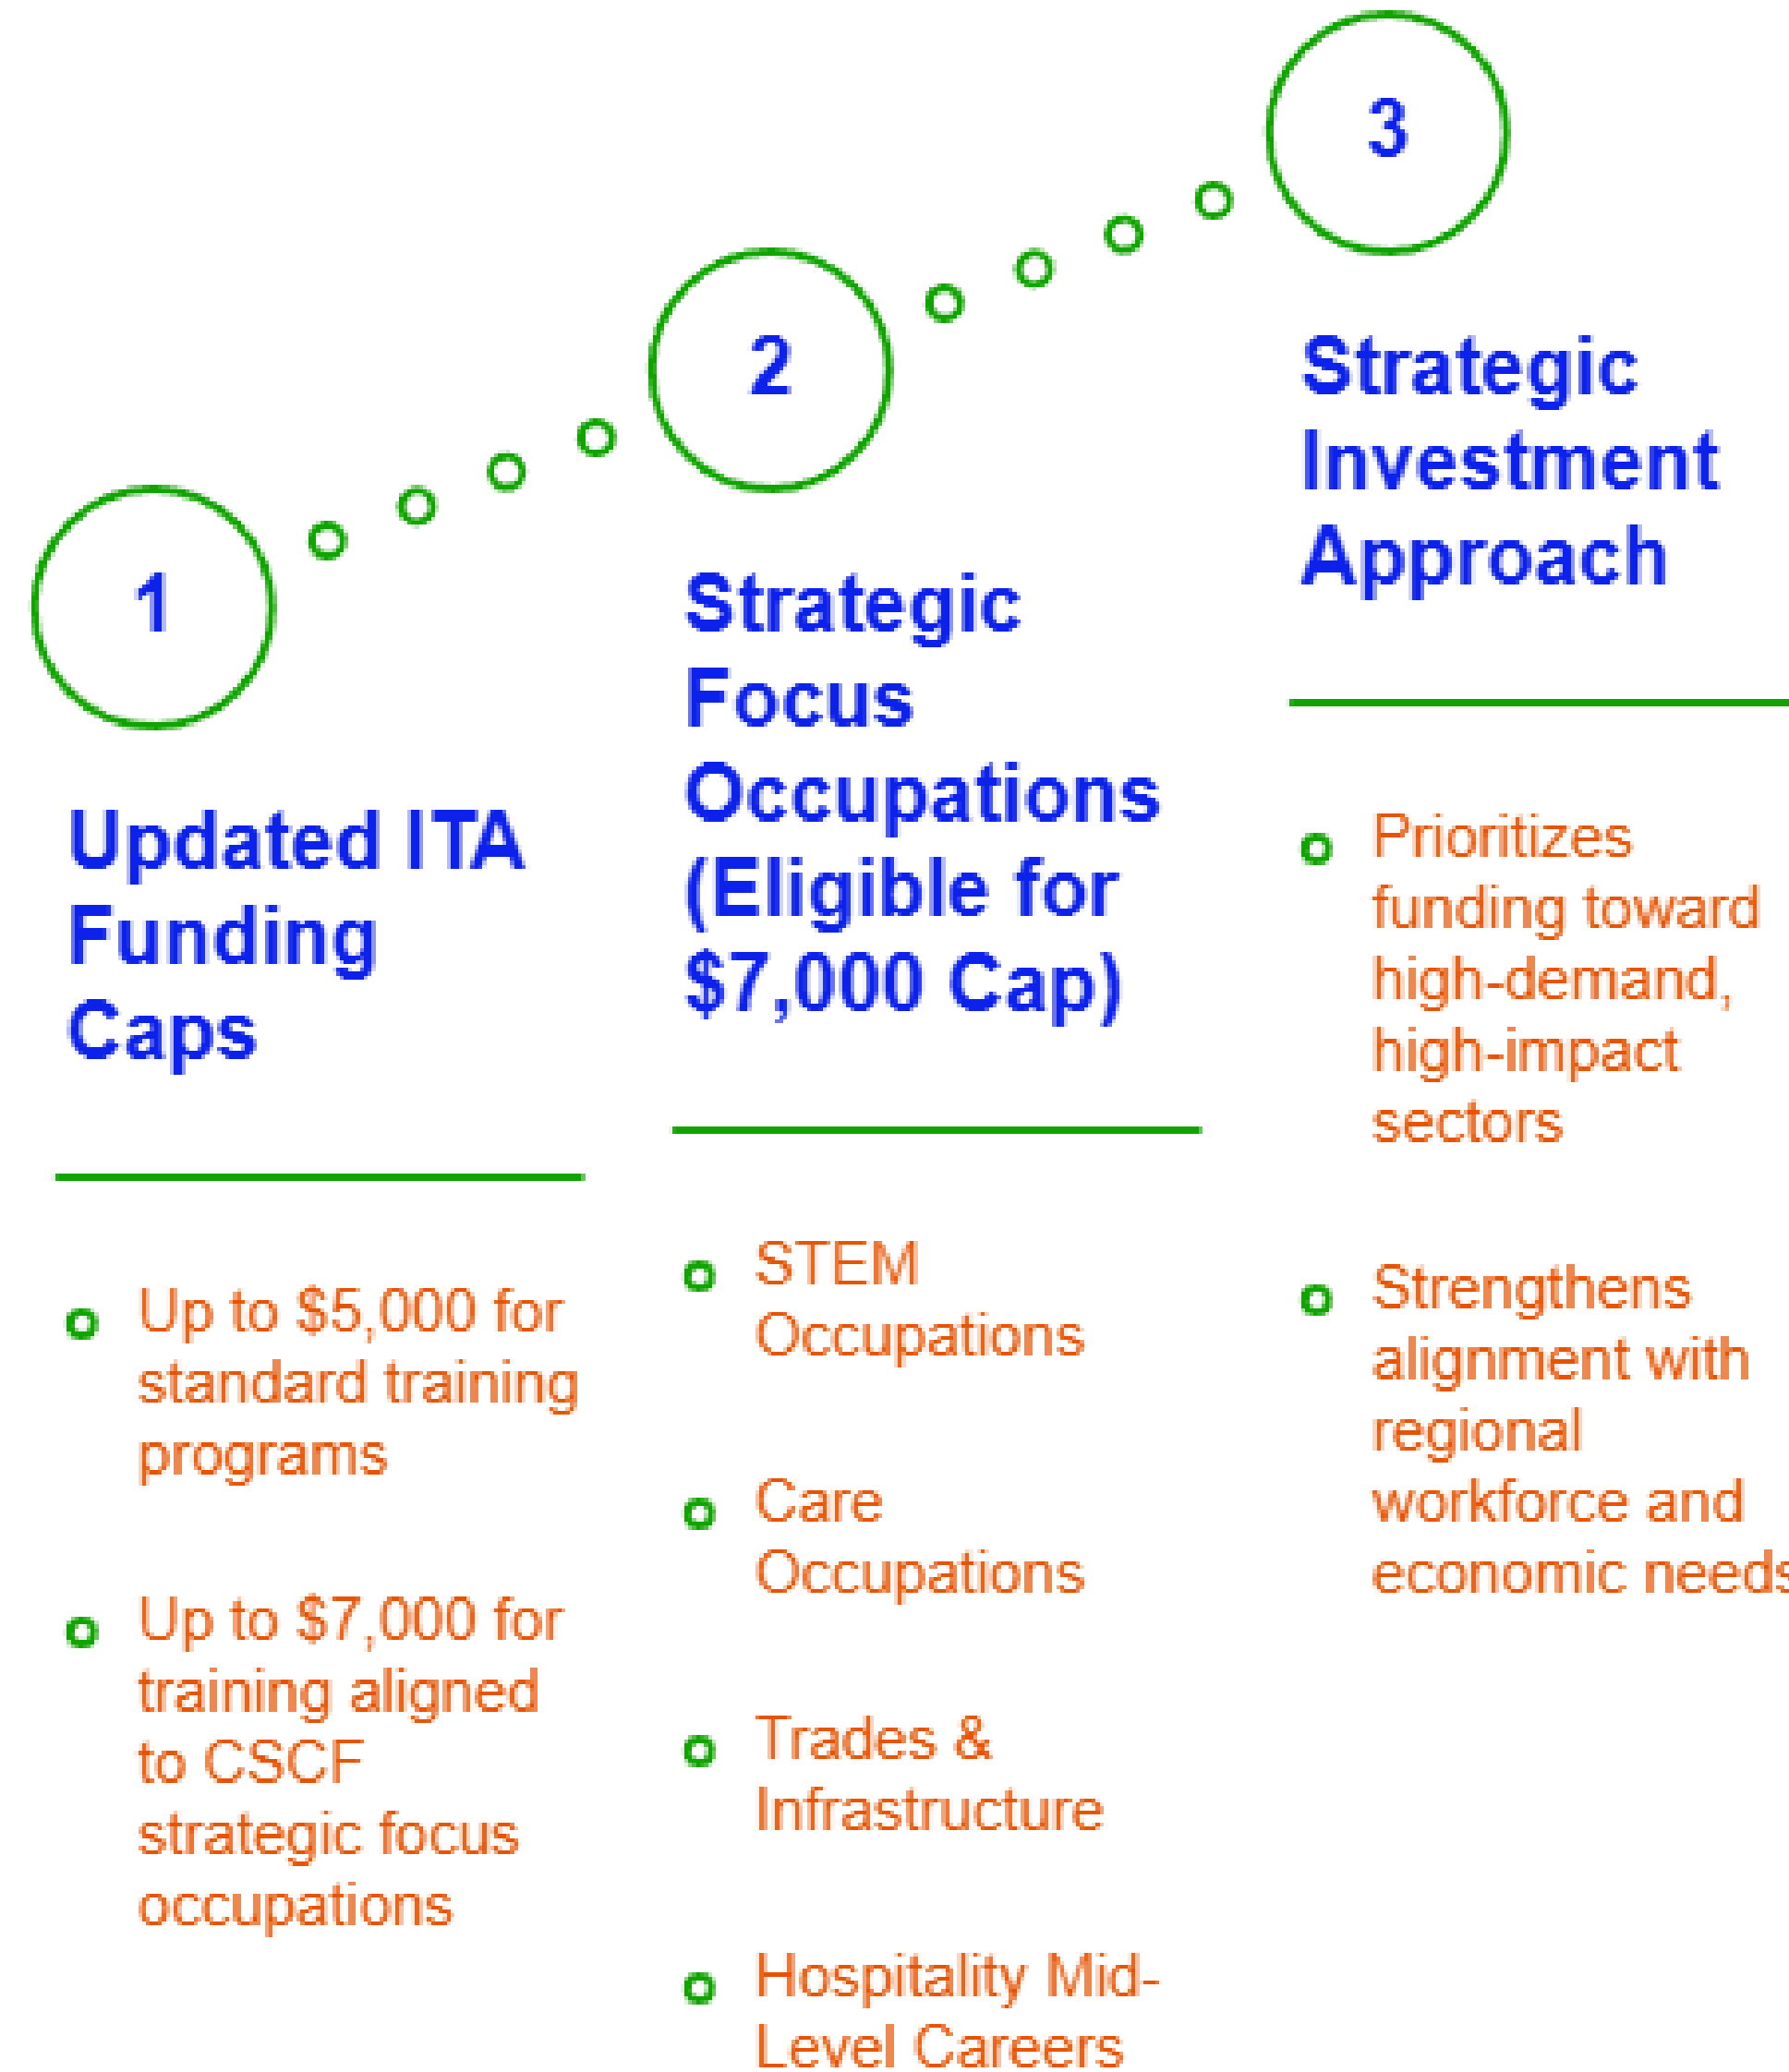 1
Updated ITA
Funding
Caps
Up to $5,000 for
standard training
programs
Up to $7,000 for
training aligned
to CSCF
strategic focus
occupations
2
Strategic
Focus
Occupations
(Eligible for
$7,000 Cap)
STEM
Occupations
Care
Occupations
Trades &
Infrastructure
Hospitality Mid-
Level Careers
3
Strategic
Investment
Approach
Prioritizes
funding toward
high-demand,
high-impact
sectors
Strengthens
alignment with
regional
workforce and
economic needs